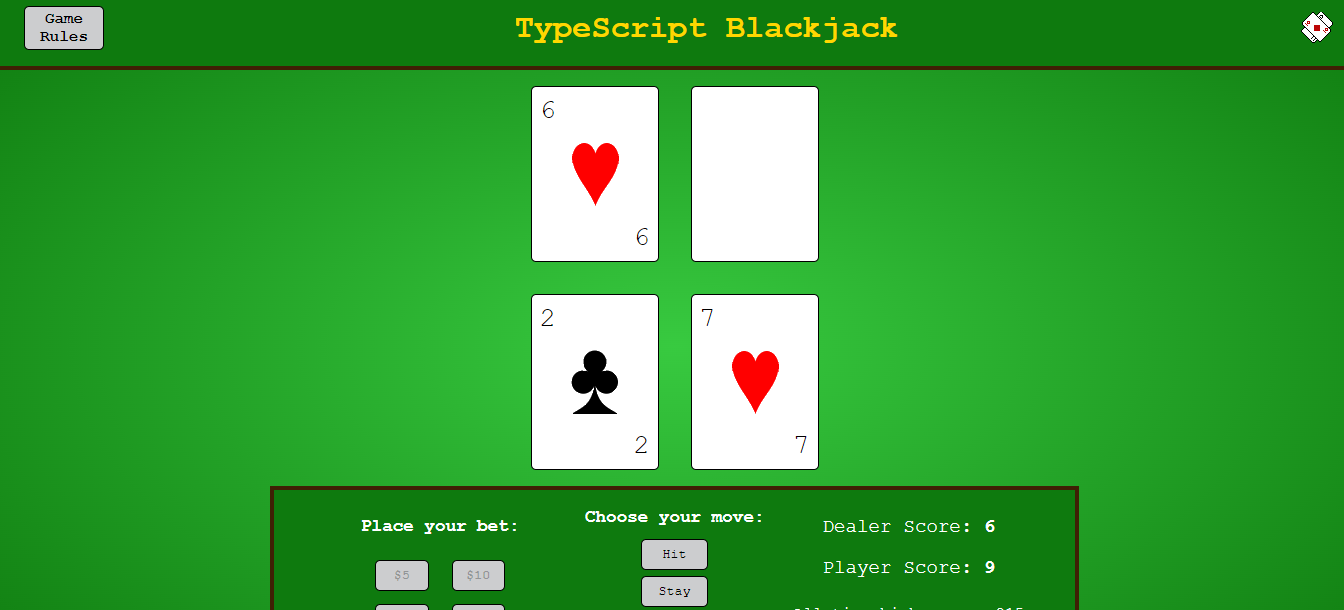 Game
Rules
TypeScript Blackjack
6
6
2
7
2
7
Place your bet:
Choose your move:
Dealer Score: 6
Hit
Player Score: 9
$5
$10
Stay